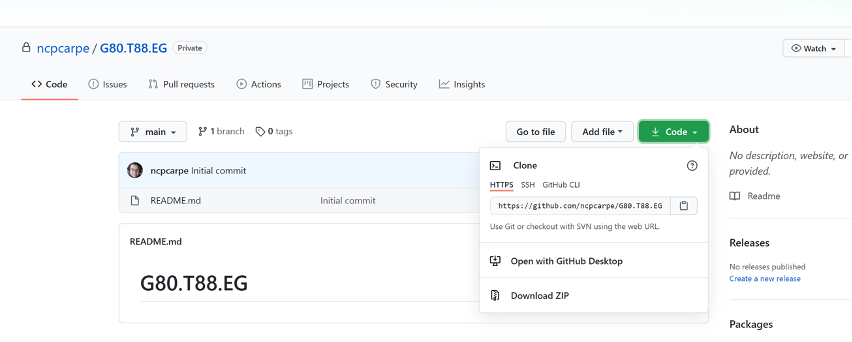 ncpcarpe / G80.T88.EG Private
Watch
Code Issues Pull requests Actions Projects Security Insights
main 1 branch 0 tags Go to file Add file Code
About
ncpcarpe Initial commit
README.md Initial commit
Clone
HTTPS SSH GitHub CLI
https://github.com/ncpcarpe/G80.T88.EG
Use Git or checkout with SVN using the web URL.
Open with GitHub Desktop
Download ZIP
README.md
G80.T88.EG
No description, website, or
provided.
Readme
Releases
No releases published
Create a new release
Packages